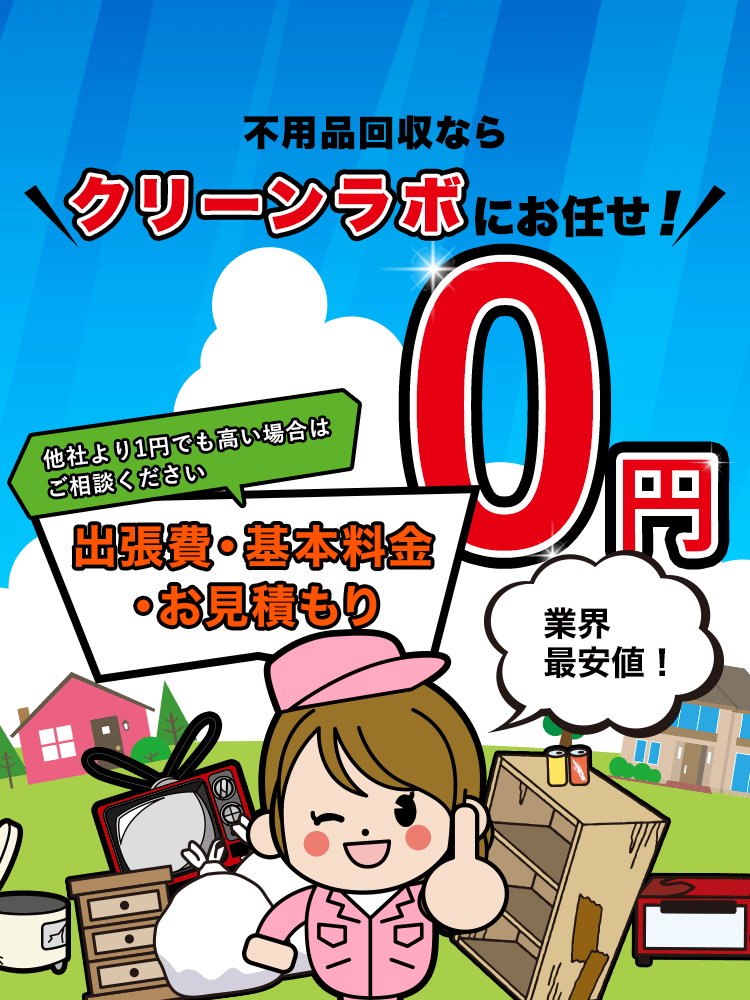 不用品回収なら
クリーンラボにお任せ！
0円
他社より1円でも高い場合は
ご相談ください
出張費・基本料金
・お見積もり
業界
最安値！